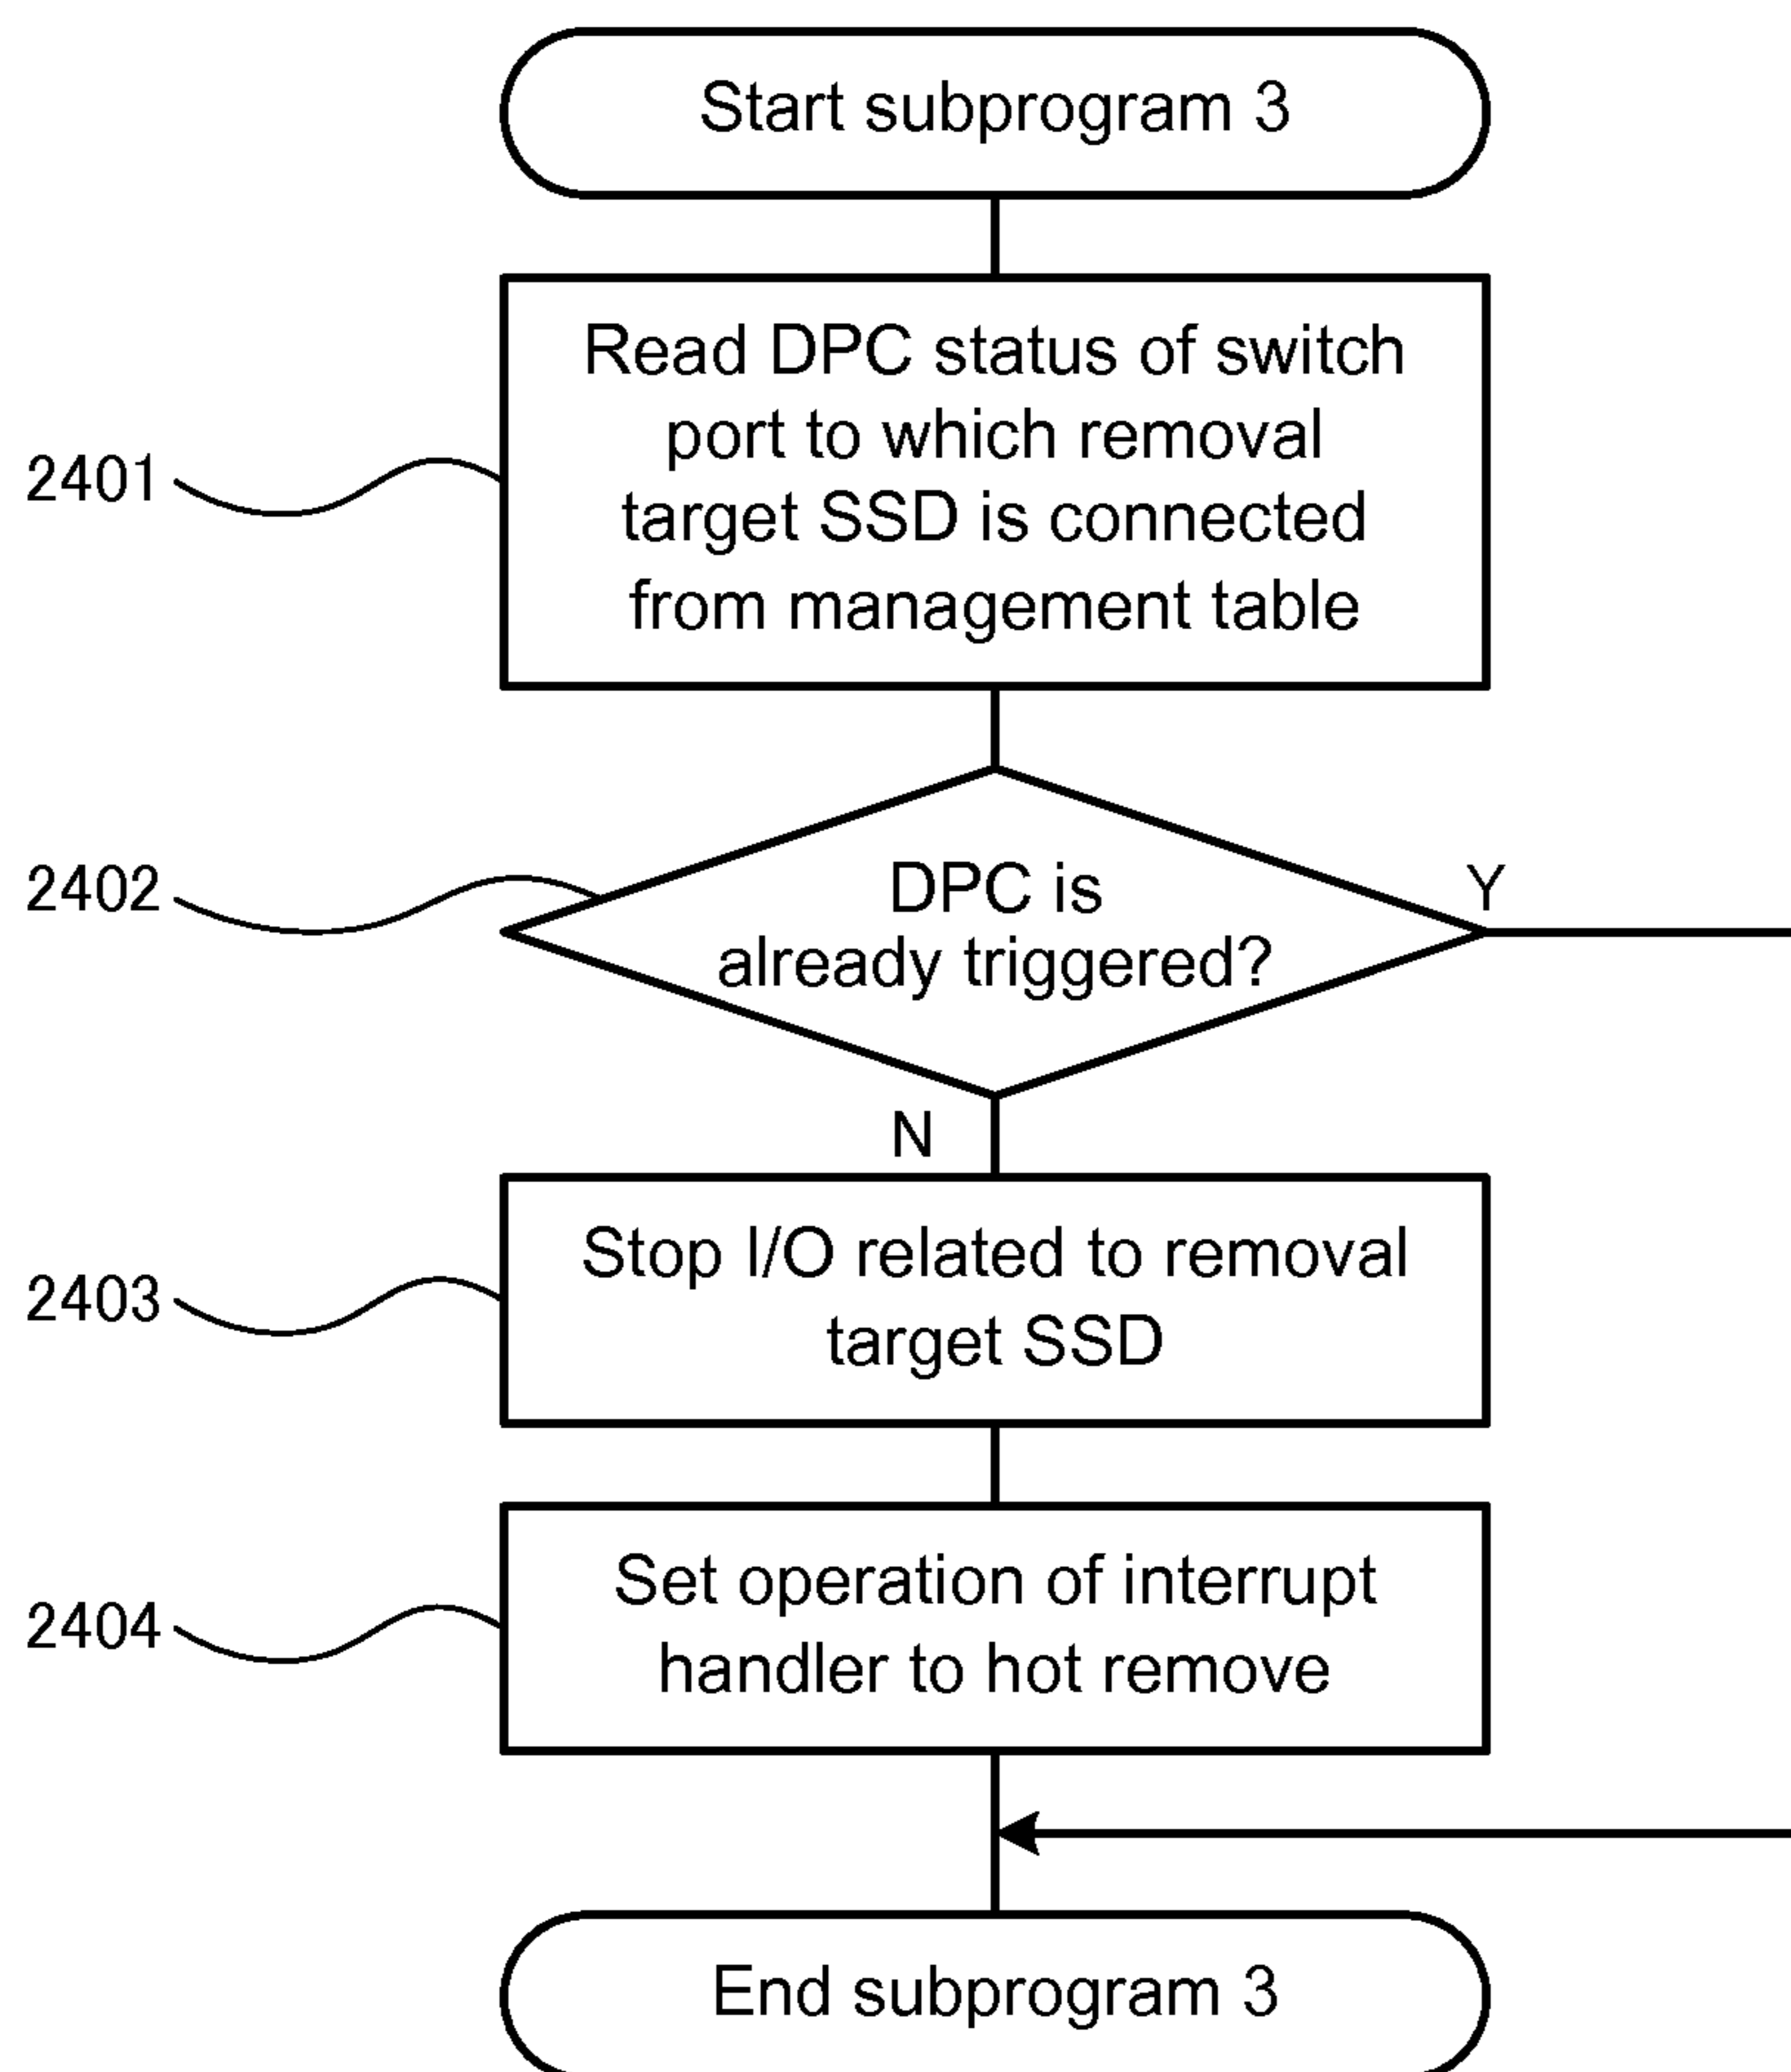 Start subprogram 3
Read DPC status of switch
port to which removal
target SSD is connected
from management table
2401
DPC is
already triggered?
2402
Y
N
Stop I/O related to removal
target SSD
2403
Set operation of interrupt
handler to hot remove
2404
End subprogram 3